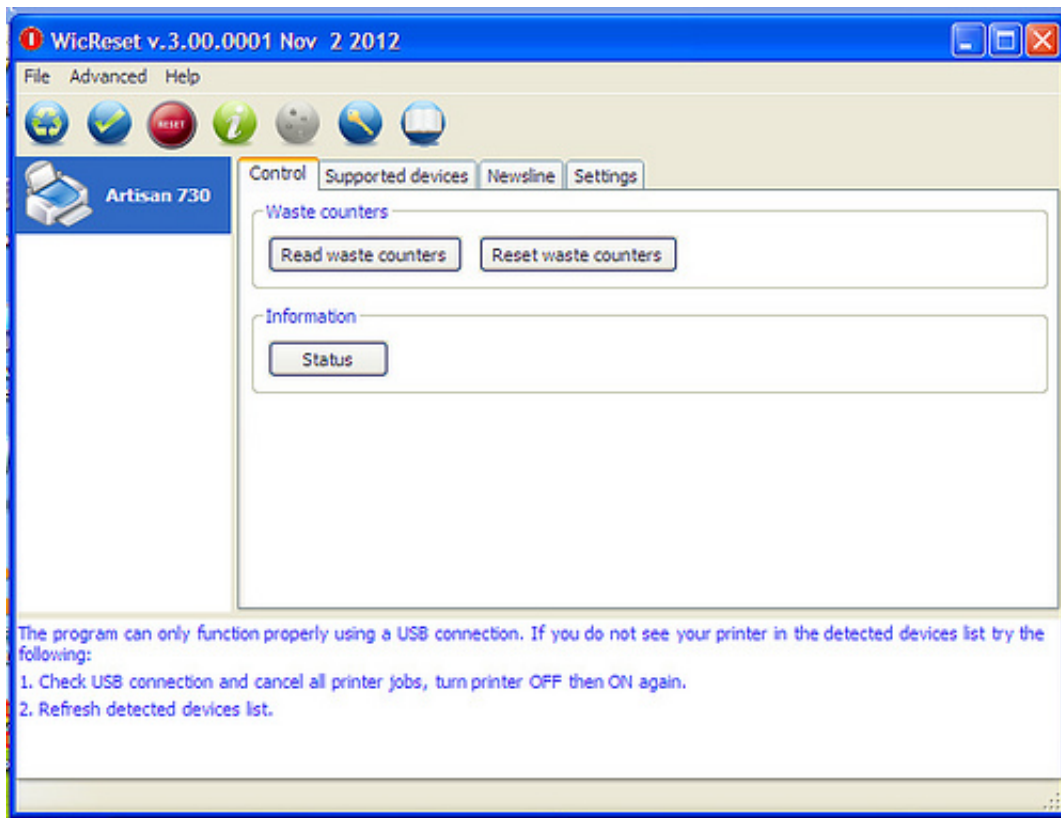 WicReset v.3.00.0001 Nov 2 2012
File Advanced Help
RESET
Artisan 730
Control Supported devices Newsline Settings
Waste counters
Read waste counters Reset waste counters
Information
Status
The program can only function properly using a USB connection. If you do not see your printer in the detected devices list try the
following:
1. Check USB connection and cancel all printer jobs, turn printer OFF then ON again.
2. Refresh detected devices list.